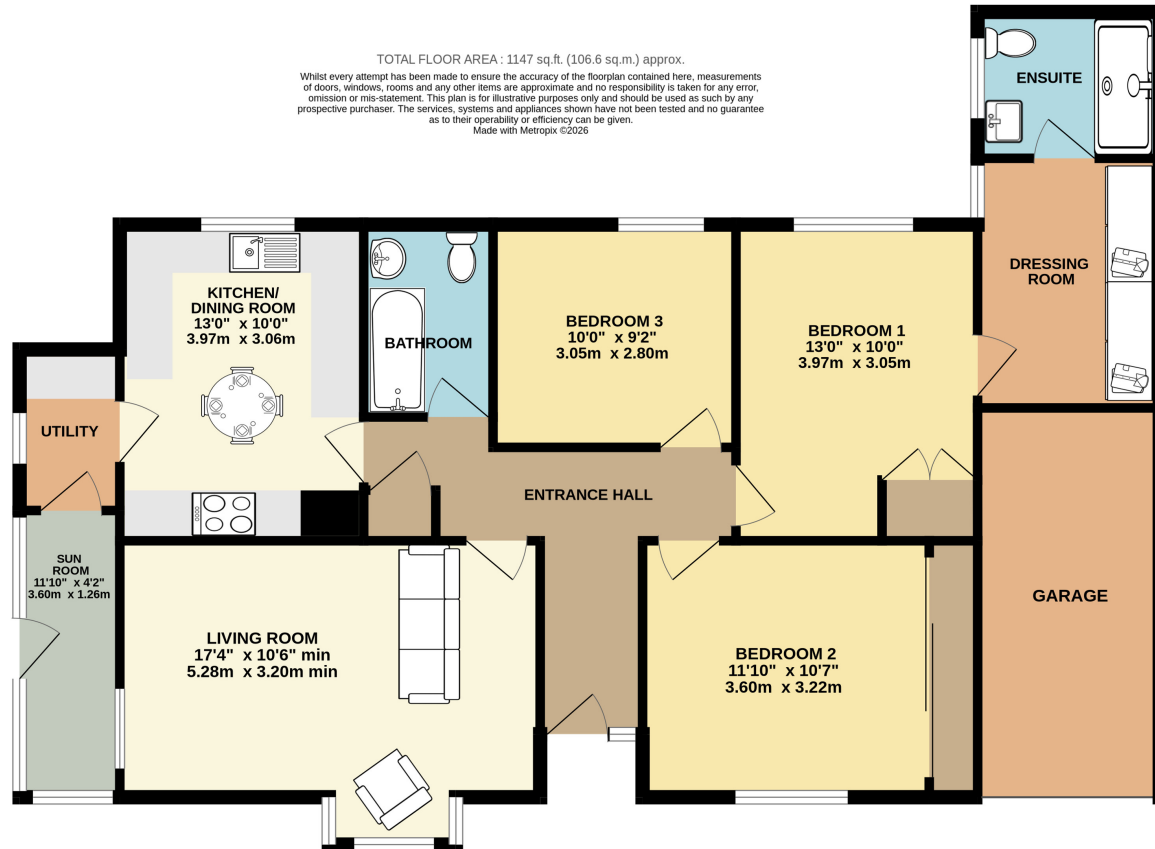 TOTAL FLOOR AREA : 1147 sq.ft. (106.6 sq.m.) approx.
Whilst every attempt has been made to ensure the accuracy of the floorplan contained here, measurements
of doors, windows, rooms and any other items are approximate and no responsibility is taken for any error,
omission or mis-statement. This plan is for illustrative purposes only and should be used as such by any
prospective purchaser. The services, systems and appliances shown have not been tested and no guarantee
as to their operability or efficiency can be given.
Made with Metropix ©2026
ENSUITE
DRESSING
ROOM
KITCHEN/
DINING ROOM
13'0" x 10'0"
3.97m x 3.06m
BATHROOM
BEDROOM 3
10'0" x 9'2"
3.05m x 2.80m
BEDROOM 1
13'0" x 10'0"
3.97m x 3.05m
UTILITY
ENTRANCE HALL
SUN
ROOM
11'10" x 4'2"
3.60m x 1.26m
LIVING ROOM
17'4" x 10'6" min
5.28m x 3.20m min
BEDROOM 2
11'10" x 10'7"
3.60m x 3.22m
GARAGE